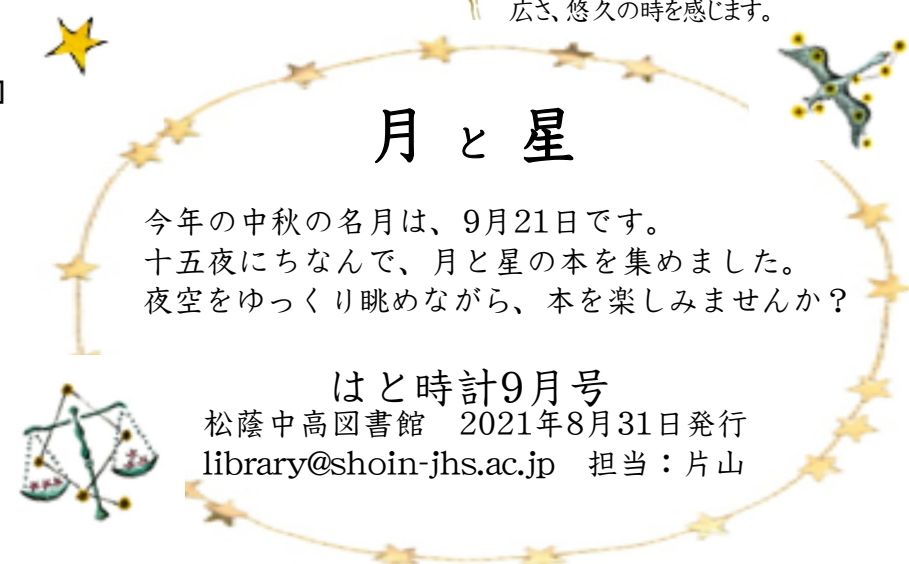 広さ、悠久の時を感じます。
]
月と星
今年の中秋の名月は、9月21日です。
十五夜にちなんで、月と星の本を集めました。
夜空をゆっくり眺めながら、本を楽しみませんか?
はと時計9月号
松蔭中高図書館　2021年8月31日発行
library@shoin-jhs.ac.jp　担当：片山